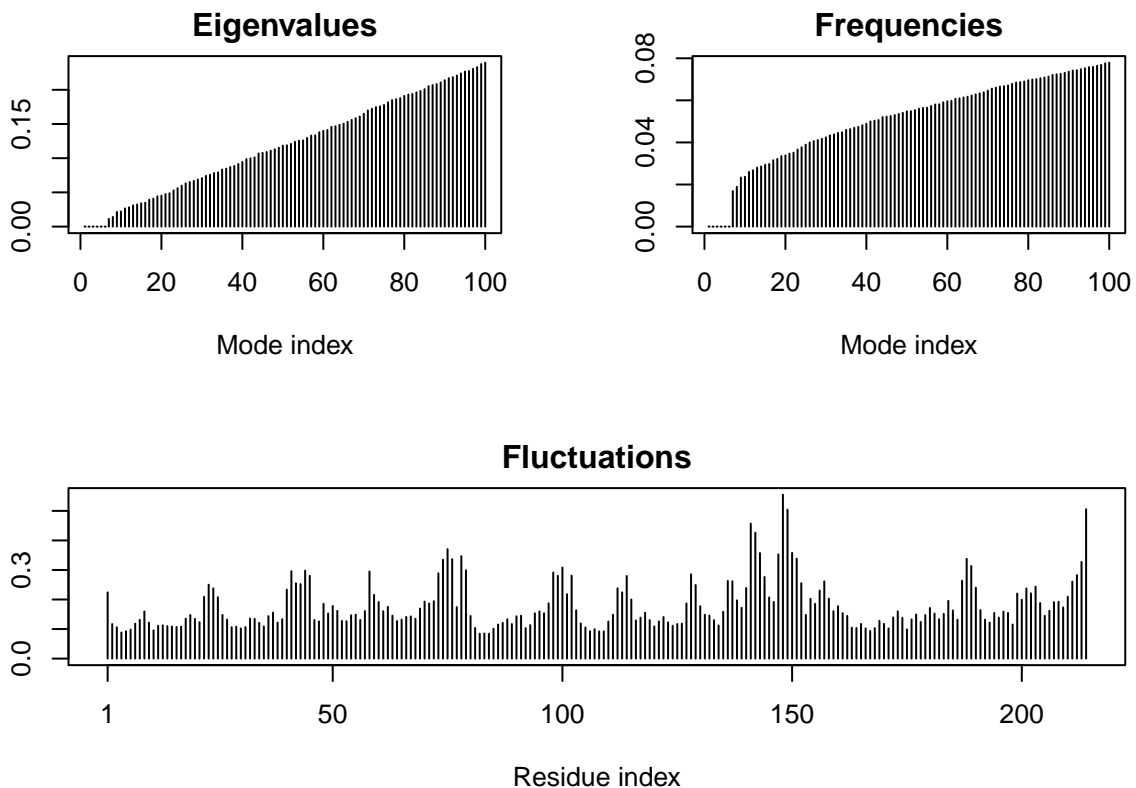 Eigenvalues
0.00 0.15
0 20 40 60 80 100
Mode index
Frequencies
0.00 0.04 0.08
0 20 40 60 80 100
Mode index
Fluctuations
0.0 0.3
1 50 100 150 200
Residue index